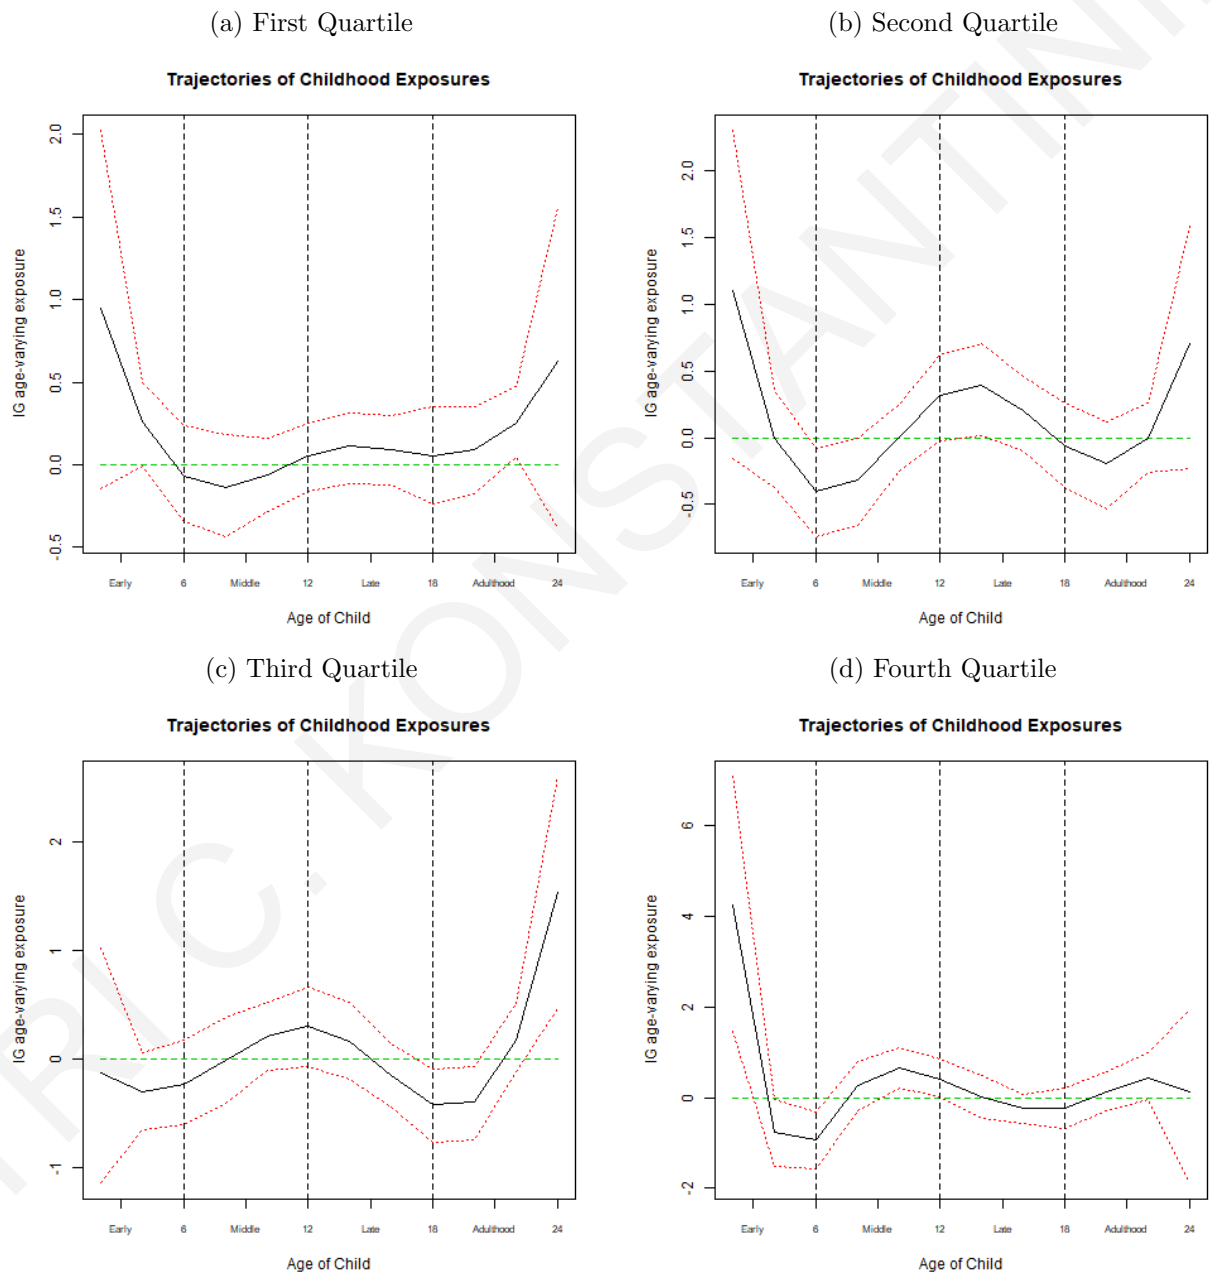 (a) First Quartile
Trajectories of Childhood Exposures
IG age-varying exposure
2.0
1.5
1.0
0.5
0.0
-0.5
Early 6 Middle 12 Late 18 Adulthood 24
Age of Child
(b) Second Quartile
Trajectories of Childhood Exposures
IG age-varying exposure
2.0
1.5
1.0
0.5
0.0
-0.5
Early 6 Middle 12 Late 18 Adulthood 24
Age of Child
(c) Third Quartile
Trajectories of Childhood Exposures
IG age-varying exposure
2
1
0
-1
Early 6 Middle 12 Late 18 Adulthood 24
Age of Child
(d) Fourth Quartile
Trajectories of Childhood Exposures
IG age-varying exposure
6
4
2
0
-2
Early 6 Middle 12 Late 18 Adulthood 24
Age of Child
RI C. KONSTANTIN